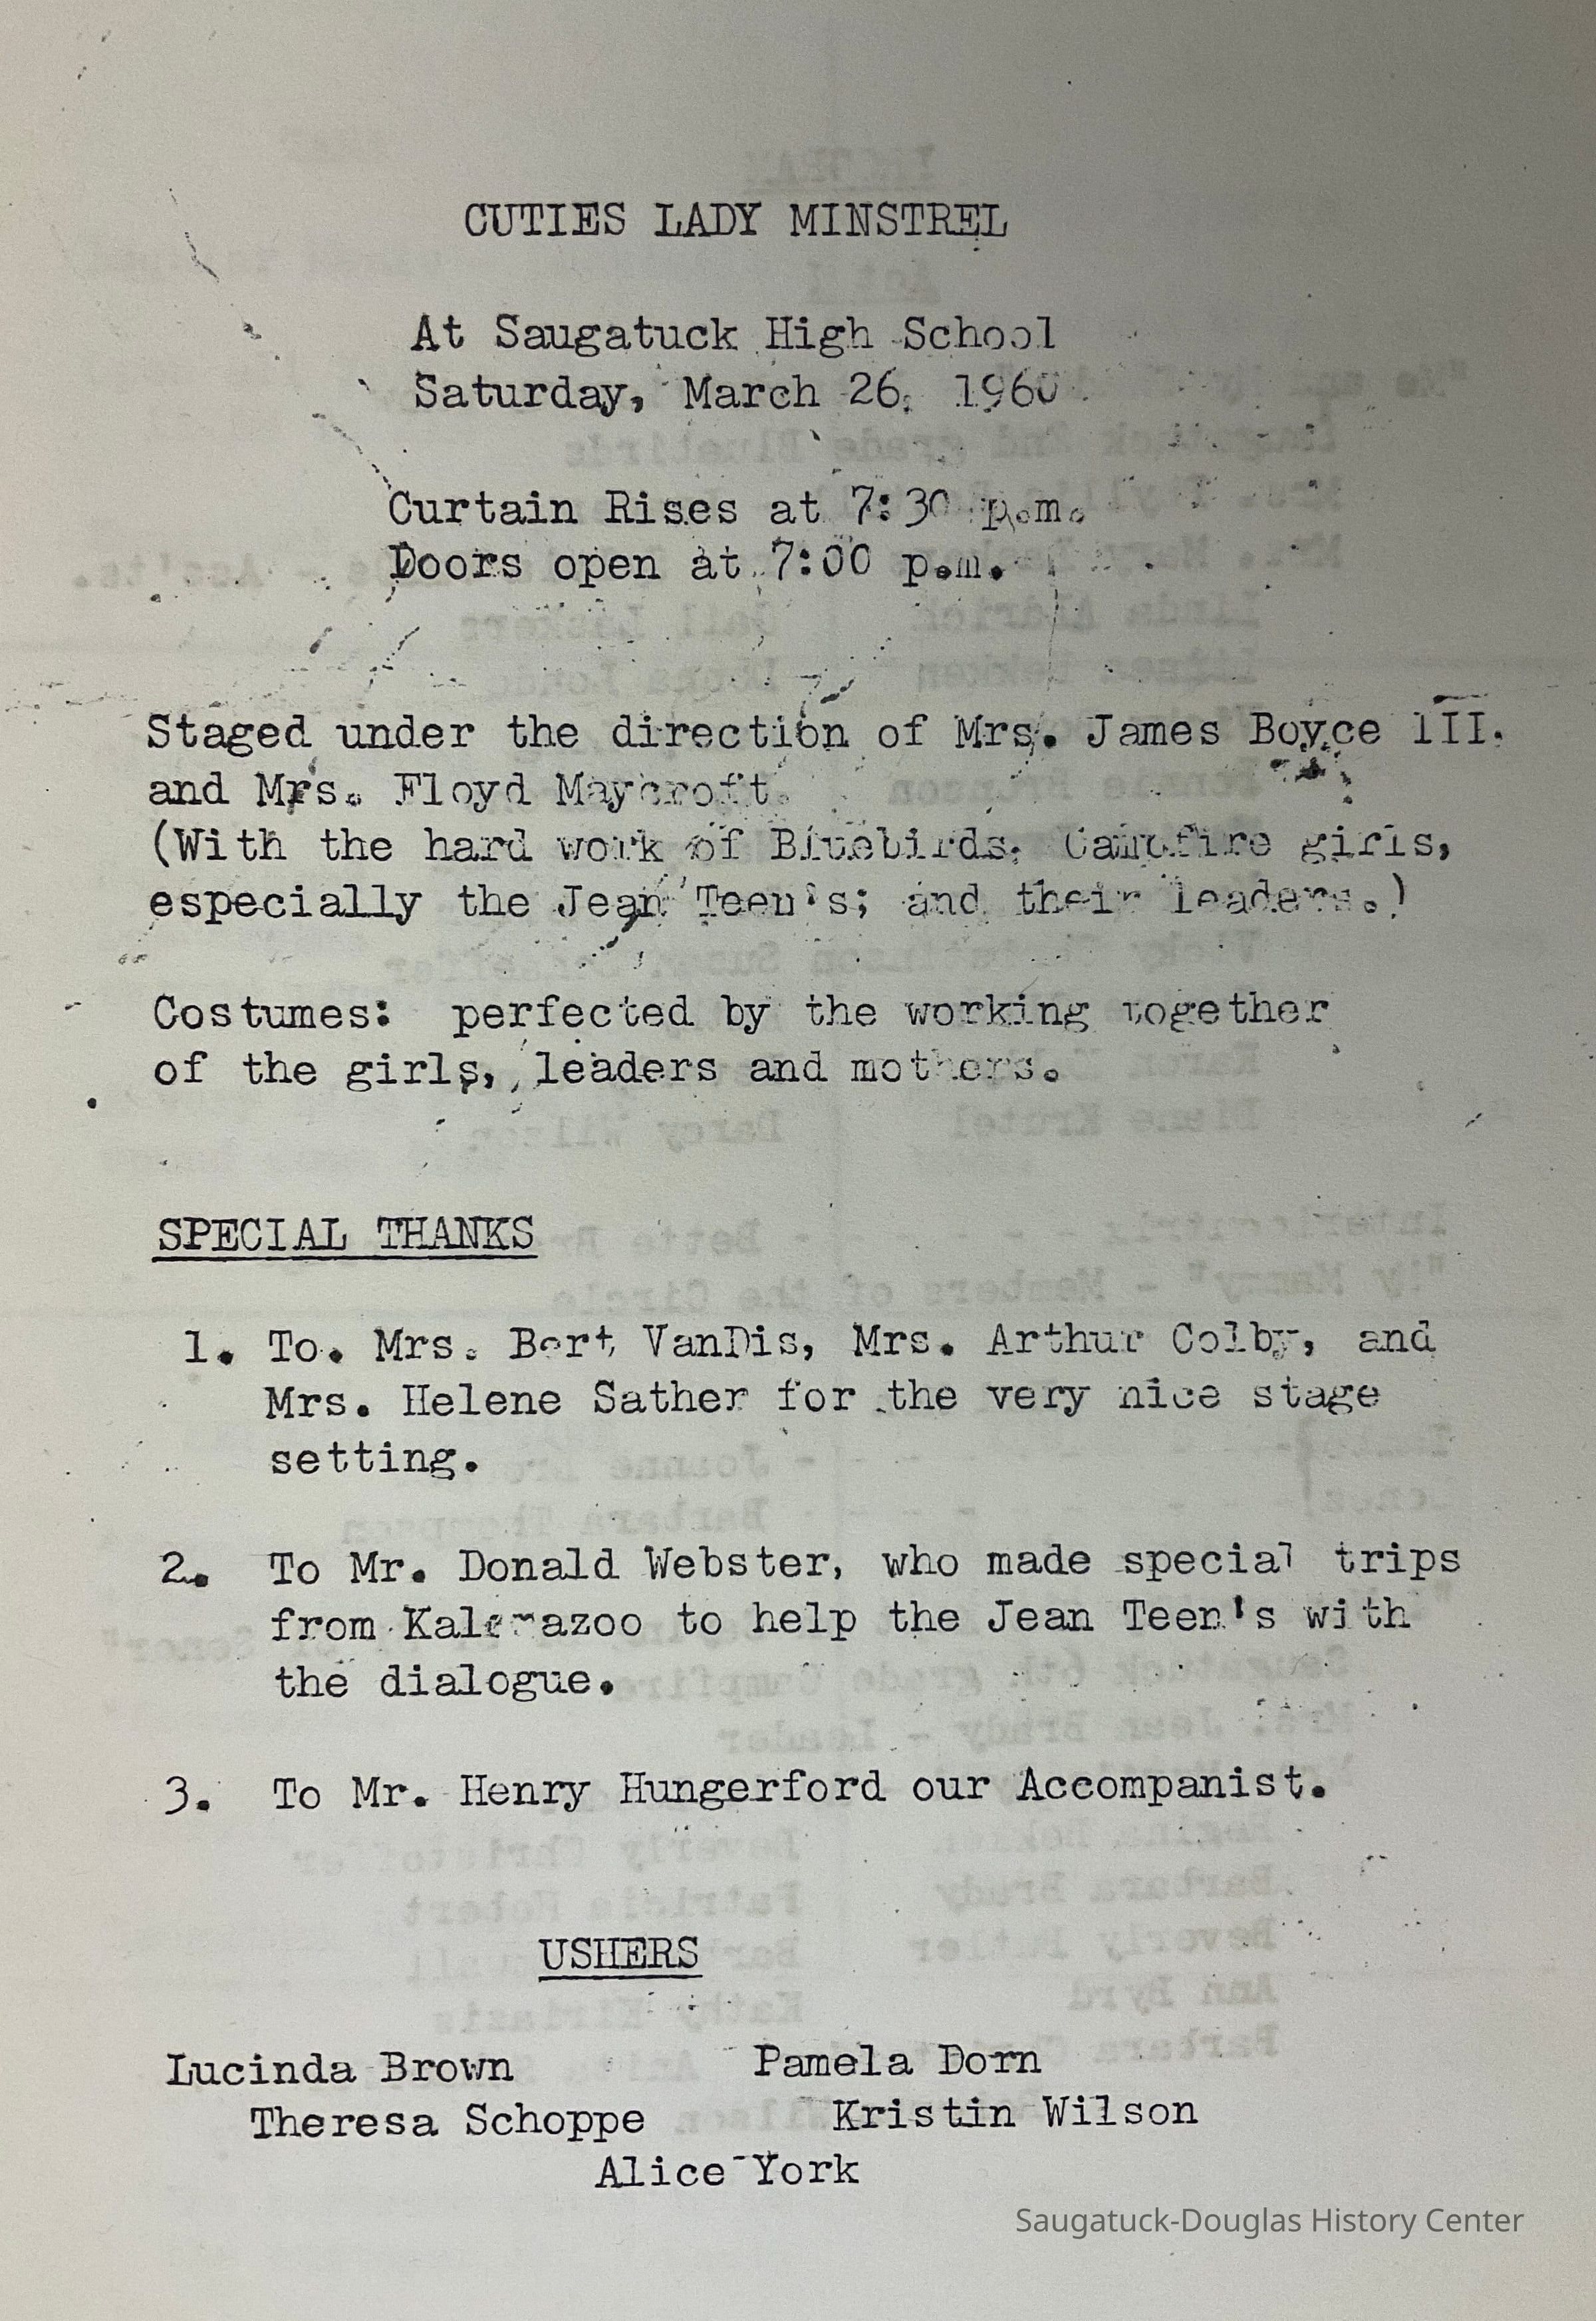 CUTIES LADY MINSTREL
At Saugatuck High School
Saturday, March 26, 1960
Curtain Rises at 7:30 p.m.
Doors open at 7:00 p.m.
Staged under the direction of Mrs. James Boyce III.
and Mrs. Floyd Maycroft.
(With the hard work of Bluebirds, Campfire girls,
especially the Jean Teen's; and their leaders.)
Costumes: perfected by the working together
of the girls, leaders and mothers.
SPECIAL THANKS
1. To. Mrs. Bert VanDis, Mrs. Arthur Colby, and
Mrs. Helene Sather for the very nice stage
setting.
2. To Mr. Donald Webster, who made special trips
from Kalamazoo to help the Jean Teen's with
the dialogue.
3. To Mr. Henry Hungerford our Accompanist.
USHERS
Lucinda Brown Pamela Dorn
Theresa Schoppe Kristin Wilson
Alice York
Saugatuck-Douglas History Center